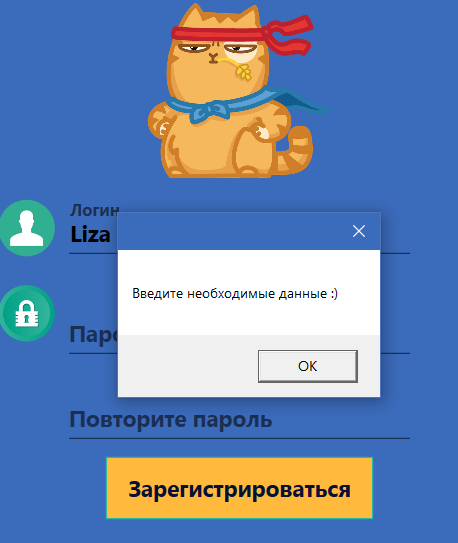 Логин
Liza
Введите необходимые данные :)
OK
Повторите пароль
Зарегистрироваться